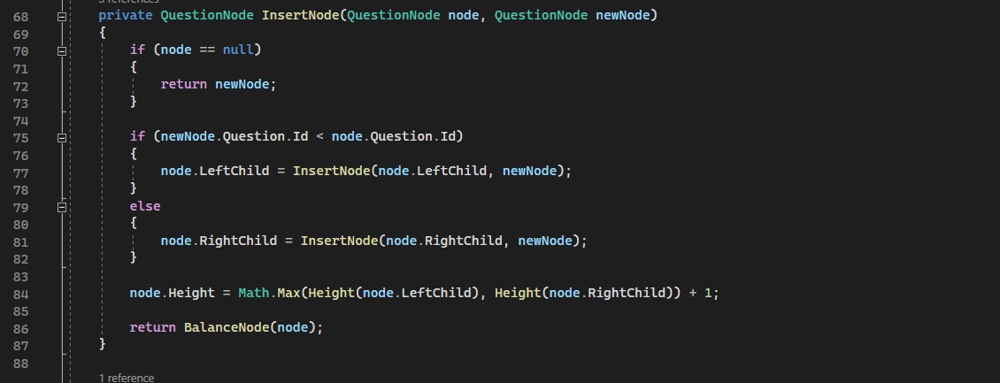 3 references
68 private QuestionNode InsertNode(QuestionNode node, QuestionNode newNode)
69 {
70 if (node == null)
71 {
72 return newNode;
73 }
74
75 if (newNode.Question.Id < node.Question.Id)
76 {
77 node.LeftChild = InsertNode(node.LeftChild, newNode);
78 }
79 else
80 {
81 node.RightChild = InsertNode(node.RightChild, newNode);
82 }
83
84 node.Height = Math.Max(Height(node.LeftChild), Height(node.RightChild)) + 1;
85
86 return BalanceNode(node);
87 }
88
1 reference